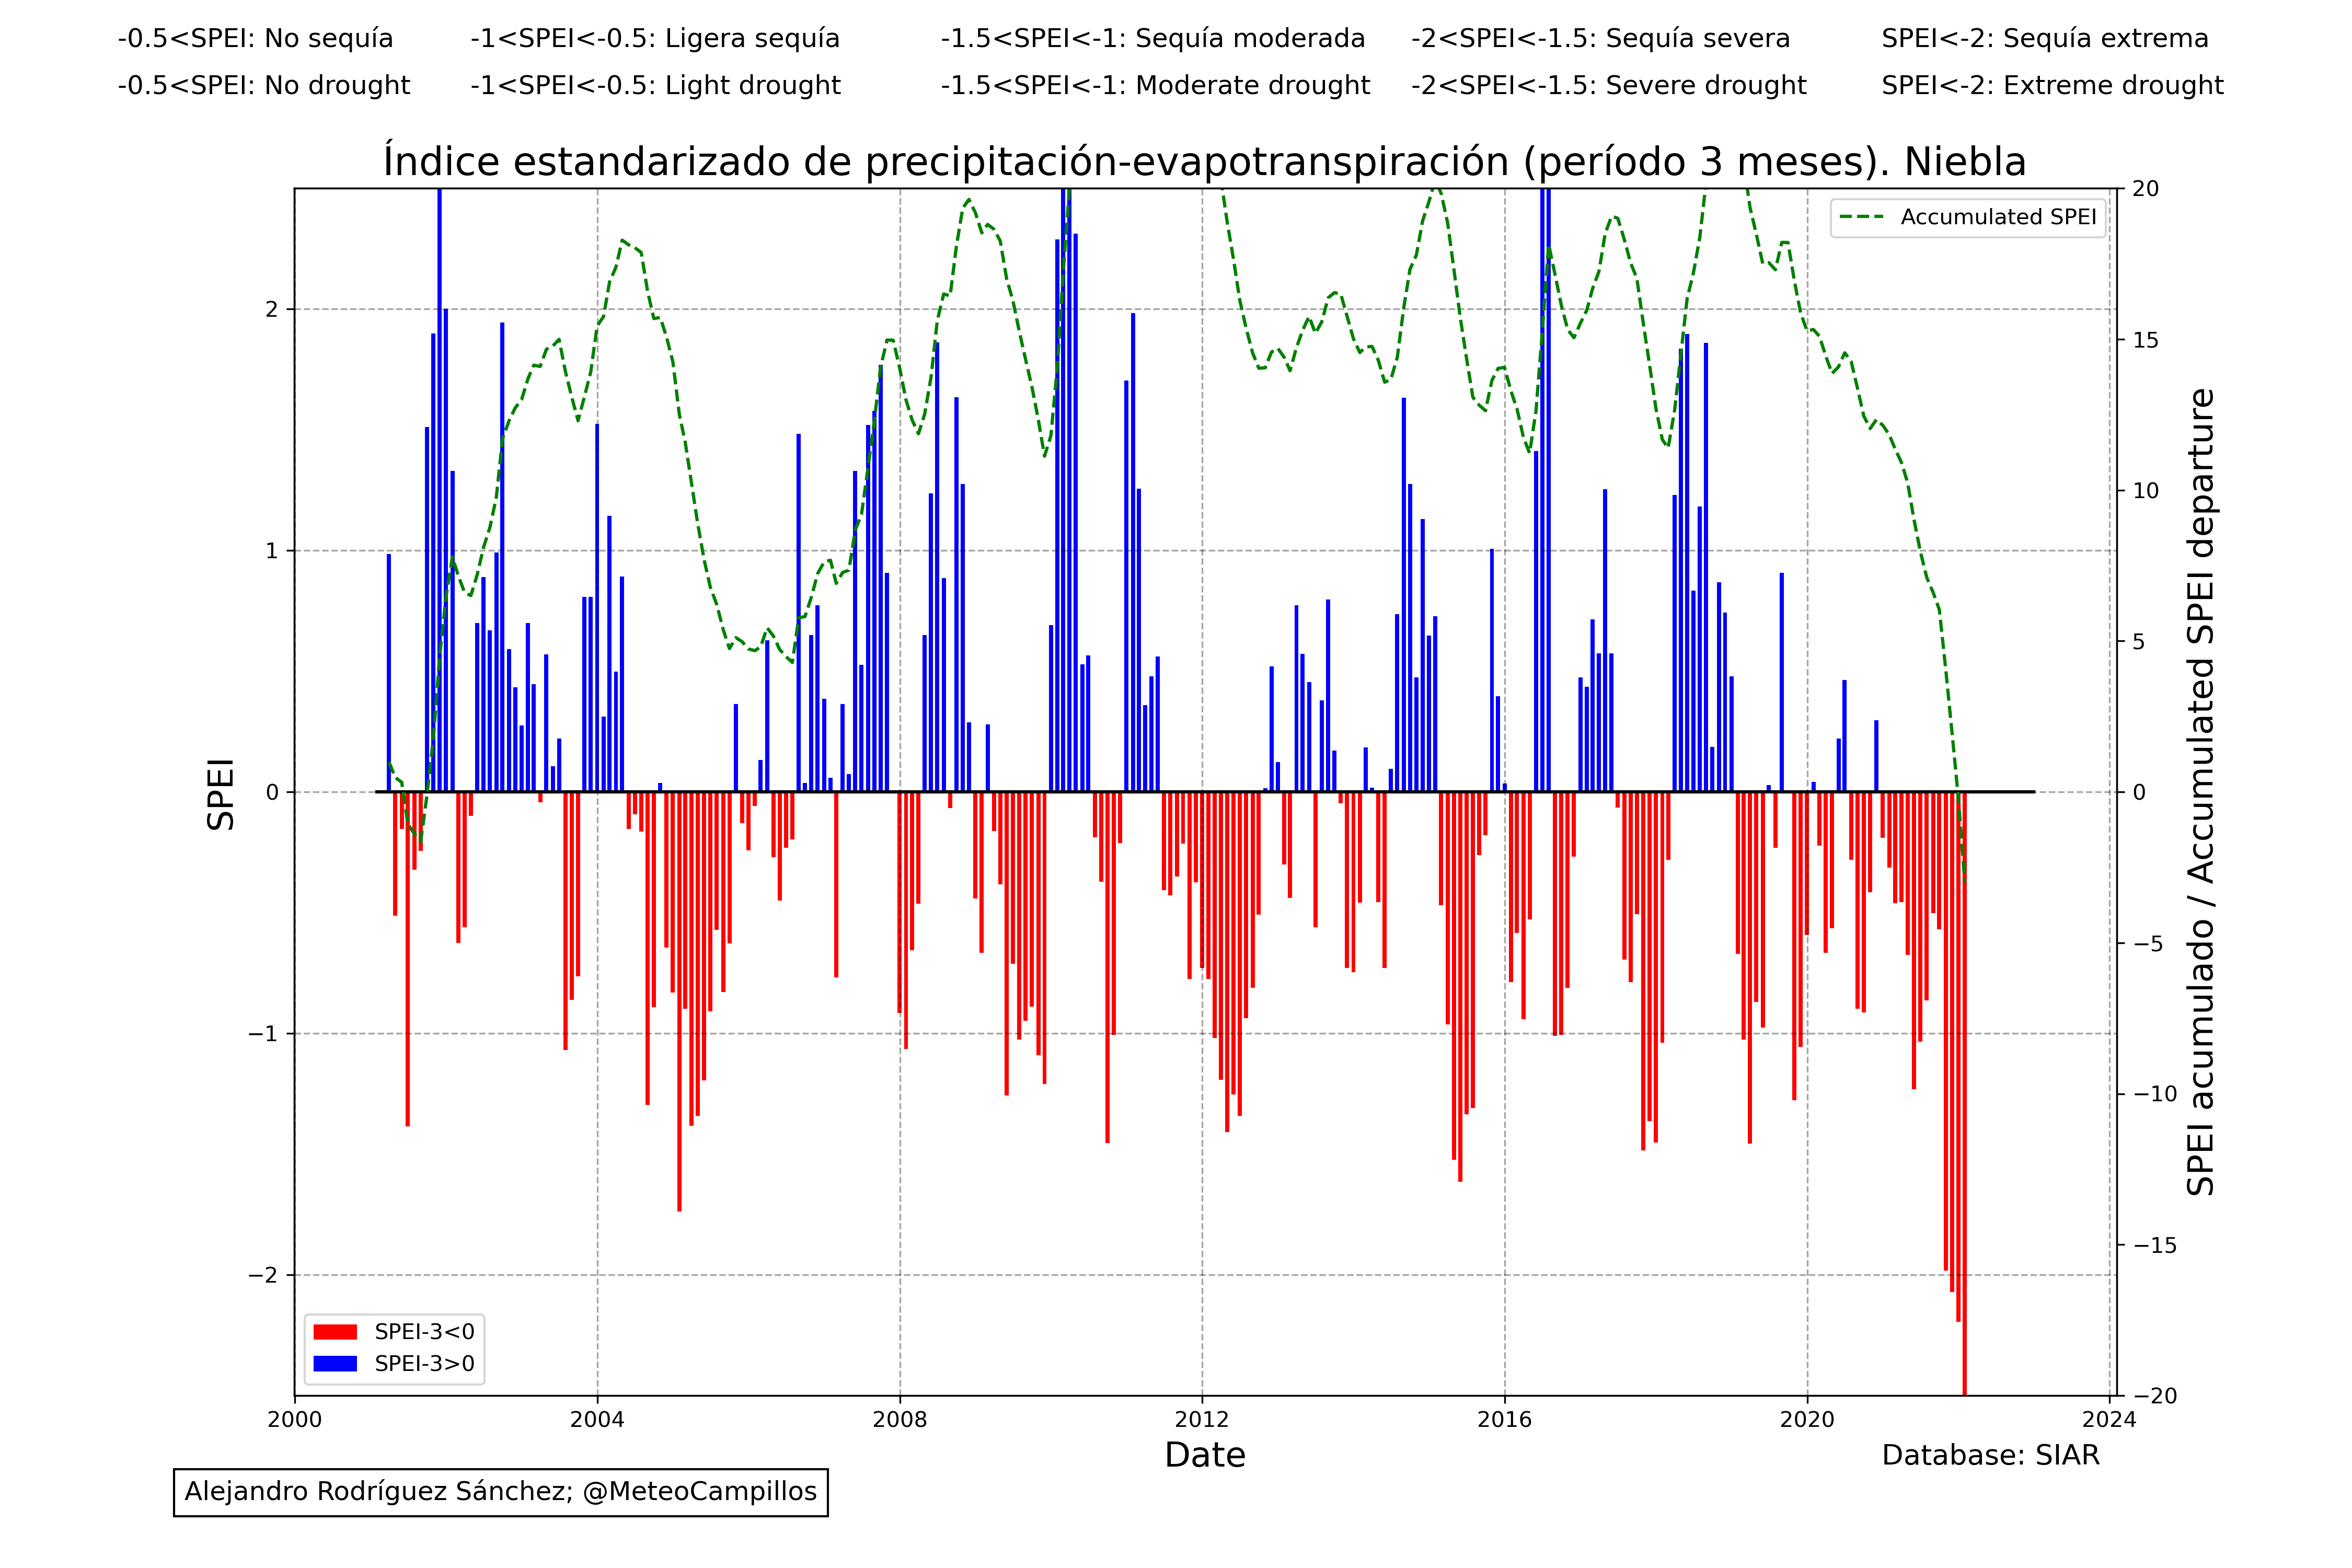 -0.5<SPEI: No sequía -1<SPEI<-0.5: Ligera sequía -1.5<SPEI<-1: Sequía moderada -2<SPEI<-1.5: Sequía severa SPEI<-2: Sequía extrema
-0.5<SPEI: No drought -1<SPEI<-0.5: Light drought -1.5<SPEI<-1: Moderate drought -2<SPEI<-1.5: Severe drought SPEI<-2: Extreme drought
Índice estandarizado de precipitación-evapotranspiración (período 3 meses). Niebla
Accumulated SPEI
SPEI
2
1
0
−1
−2
20
15
10
5
0
−5
−10
−15
−20
SPEI acumulado / Accumulated SPEI departure
SPEI-3<0
SPEI-3>0
2000 2004 2008 2012 2016 2020 2024
Date
Database: SIAR
Alejandro Rodríguez Sánchez; @MeteoCampillos